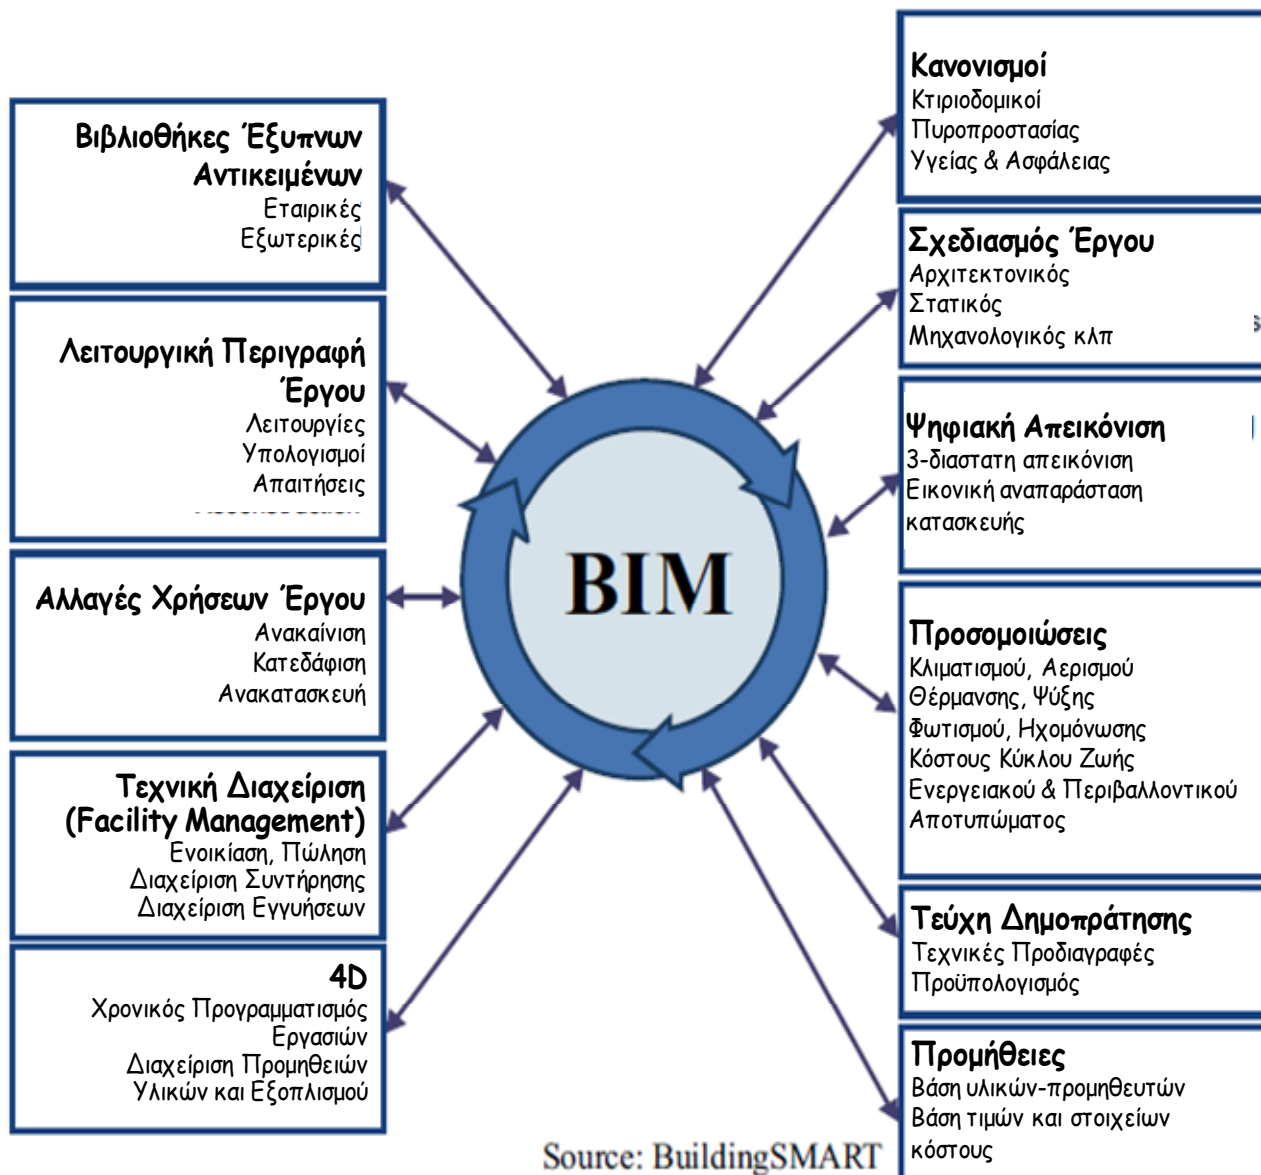 Βιβλιοθήκες Έξυπνων
Αντικειμένων
Εταιρικές
Εξωτερικές
Λειτουργική Περιγραφή
Έργου
Λειτουργίες
Υπολογισμοί
Απαιτήσεις
Αλλαγές Χρήσεων Έργου
Ανακαίνιση
Κατεδάφιση
Ανακατασκευή
Τεχνική Διαχείριση
(Facility Management)
Ενοικίαση, Πώληση
Διαχείριση Συντήρησης
Διαχείριση Εγγυήσεων
4D
Χρονικός Προγραμματισμός
Εργασιών
Διαχείριση Προμηθειών
Υλικών και Εξοπλισμού
BIM
Κανονισμοί
Κτιριοδομικοί
Πυροπροστασίας
Υγείας & Ασφάλειας
Σχεδιασμός Έργου
Αρχιτεκτονικός
Στατικός
Μηχανολογικός κλπ
Ψηφιακή Απεικόνιση
3-διαστατη απεικόνιση
Εικονική αναπαράσταση
κατασκευής
Προσομοιώσεις
Κλιματισμού, Αερισμού
Θέρμανσης, Ψύξης
Φωτισμού, Ηχομόνωσης
Κόστους Κύκλου Ζωής
Ενεργειακού & Περιβαλλοντικού
Αποτυπώματος
Τεύχη Δημοπράτησης
Τεχνικές Προδιαγραφές
Προϋπολογισμός
Προμήθειες
Βάση υλικών-προμηθευτών
Βάση τιμών και στοιχείων
κόστους
Source: BuildingSMART